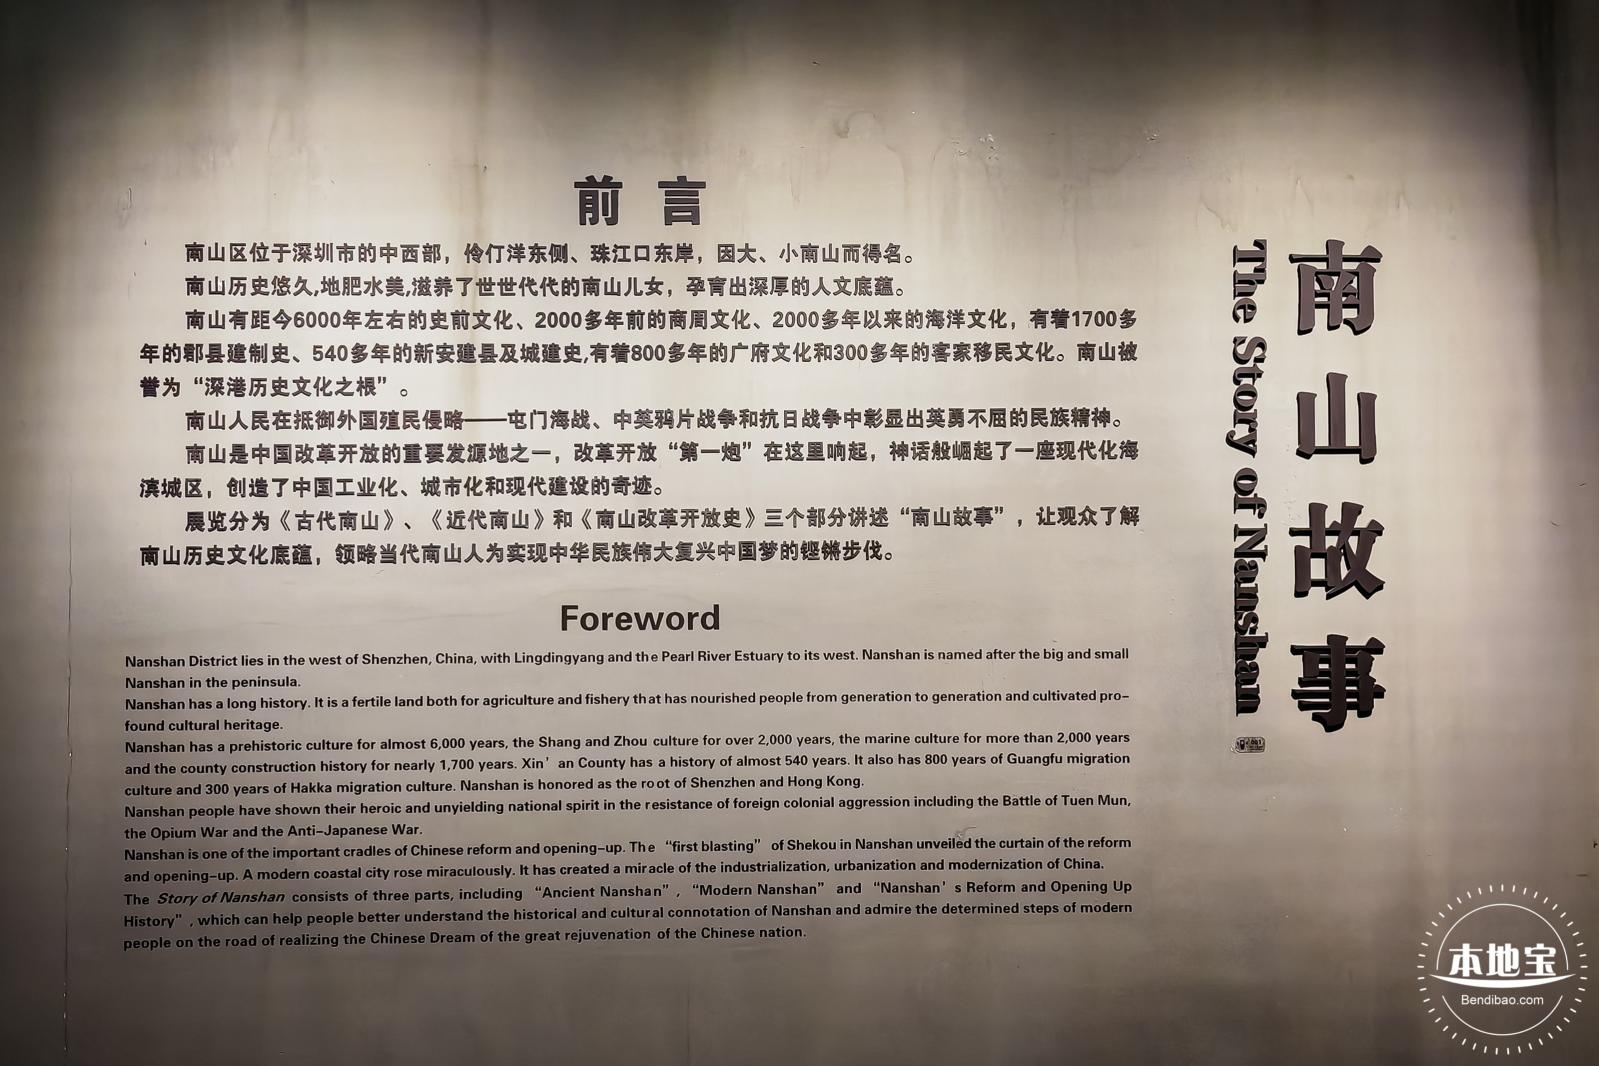 前言
南山区位于深圳市的中西部，伶仃洋东侧、珠江口东岸，因大、小南山而得名。
南山历史悠久,地肥水美,滋养了世世代代的南山儿女，孕育出深厚的人文底蕴。
南山有距今6000年左右的史前文化、2000多年前的商周文化、2000多年以来的海洋文化，有着1700多
年的郡县建制史、540多年的新安建县及城建史,有着800多年的广府文化和300多年的客家移民文化。南山被
誉为“深港历史文化之根”。
南山人民在抵御外国殖民侵略——屯门海战、中英鸦片战争和抗日战争中彰显出英勇不屈的民族精神。
南山是中国改革开放的重要发源地之一，改革开放“第一炮”在这里响起，神话般崛起了一座现代化海
滨城区，创造了中国工业化、城市化和现代建设的奇迹。
展览分为《古代南山》、《近代南山》和《南山改革开放史》三个部分讲述“南山故事”，让观众了解
南山历史文化底蕴，领略当代南山人为实现中华民族伟大复兴中国梦的铿锵步伐。
Foreword
Nanshan District lies in the west of Shenzhen, China, with Lingdingyang and the Pearl River Estuary to its west. Nanshan is named after the big and small
Nanshan in the peninsula.
Nanshan has a long history. It is a fertile land both for agriculture and fishery that has nourished people from generation to generation and cultivated pro-
found cultural heritage.
Nanshan has a prehistoric culture for almost 6,000 years, the Shang and Zhou culture for over 2,000 years, the marine culture for more than 2,000 years
and the county construction history for nearly 1,700 years. Xin’an County has a history of almost 540 years. It also has 800 years of Guangfu migration
culture and 300 years of Hakka migration culture. Nanshan is honored as the root of Shenzhen and Hong Kong.
Nanshan people have shown their heroic and unyielding national spirit in the resistance of foreign colonial aggression including the Battle of Tuen Mun,
the Opium War and the Anti-Japanese War.
Nanshan is one of the important cradles of Chinese reform and opening-up. The “first blasting” of Shekou in Nanshan unveiled the curtain of the reform
and opening-up. A modern coastal city rose miraculously. It has created a miracle of the industrialization, urbanization and modernization of China.
The Story of Nanshan consists of three parts, including “Ancient Nanshan”, “Modern Nanshan” and “Nanshan’s Reform and Opening Up
History”, which can help people better understand the historical and cultural connotation of Nanshan and admire the determined steps of modern
people on the road of realizing the Chinese Dream of the great rejuvenation of the Chinese nation.
南山故事
The Story of Nanshan
本地宝
Bendibao.com